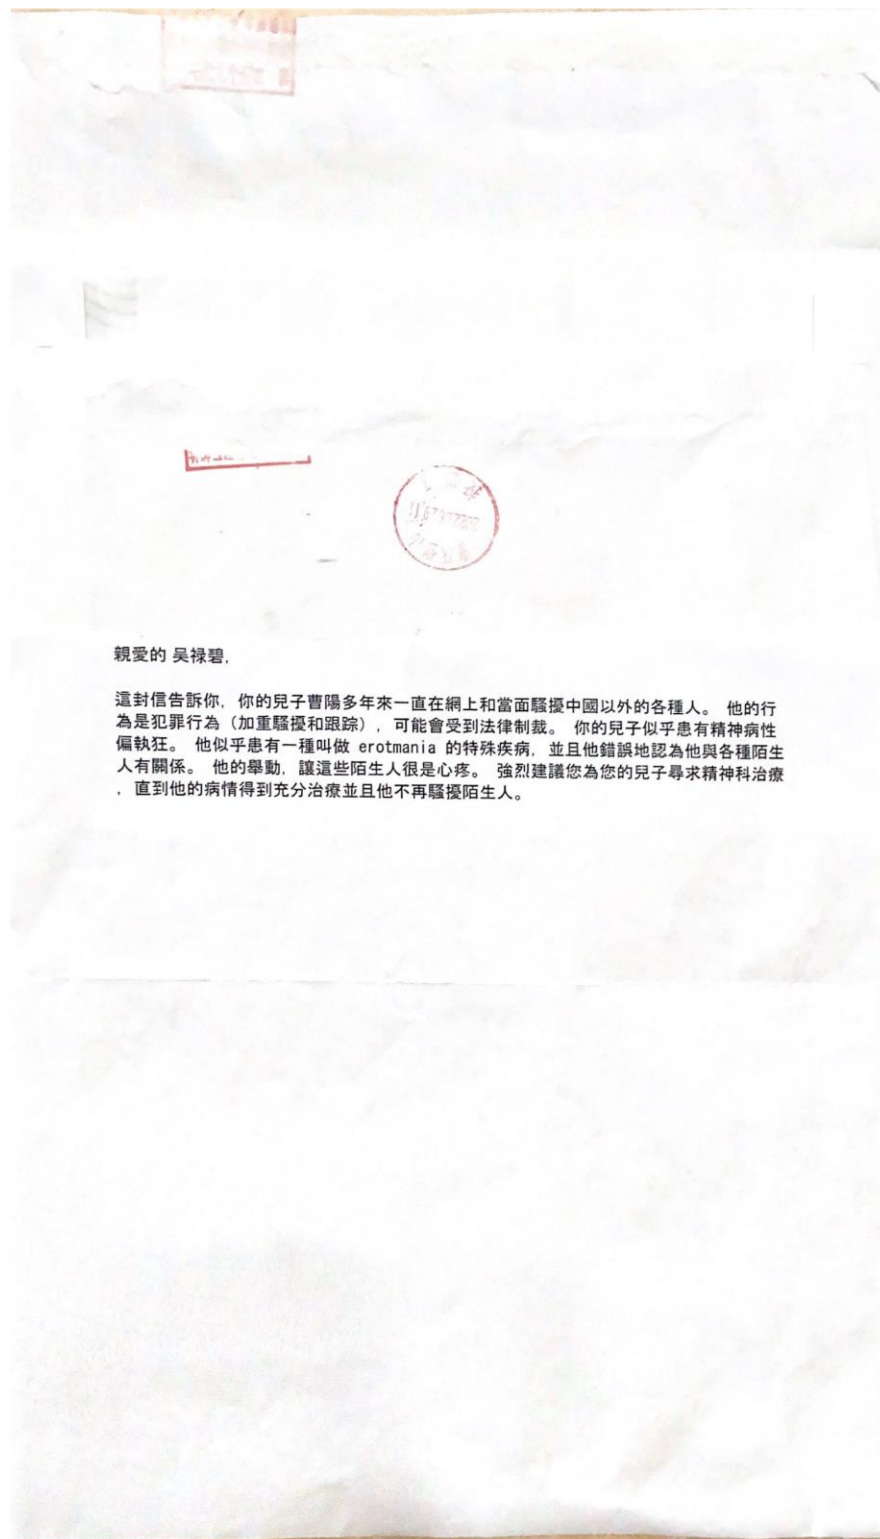 親愛的 吴禄碧,
這封信告訴你, 你的兒子曹陽多年來一直在網上和當面騷擾中國以外的各種人。 他的行
為是犯罪行為 (加重騷擾和跟踪) , 可能會受到法律制裁。 你的兒子似乎患有精神病性
偏執狂。 他似乎患有一種叫做 erotmania 的特殊疾病, 並且他錯誤地認為他與各種陌生
人有關係。 他的舉動, 讓這些陌生人很是心疼。 強烈建議您為您的兒子尋求精神科治療
, 直到他的病情得到充分治療並且他不再騷擾陌生人。